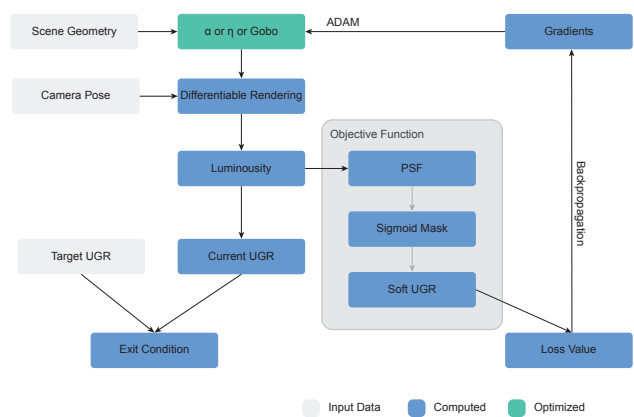 Scene Geometry
α or η or Gobo
ADAM
Gradients
Camera Pose
Differentiable Rendering
Objective Function
Luminousity
PSF
Backpropagation
Sigmoid Mask
Target UGR
Current UGR
Soft UGR
Exit Condition
Loss Value
Input Data
Computed
Optimized